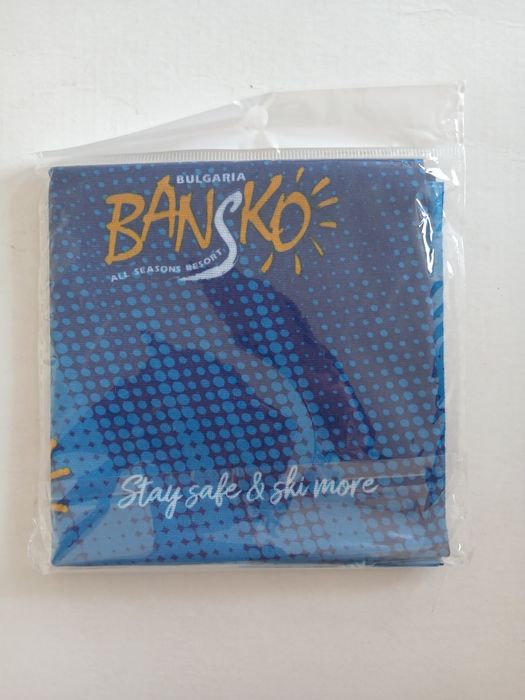 BULGARIA
BANSKO
ALL SEASONS RESORT
Stay safe & ski more